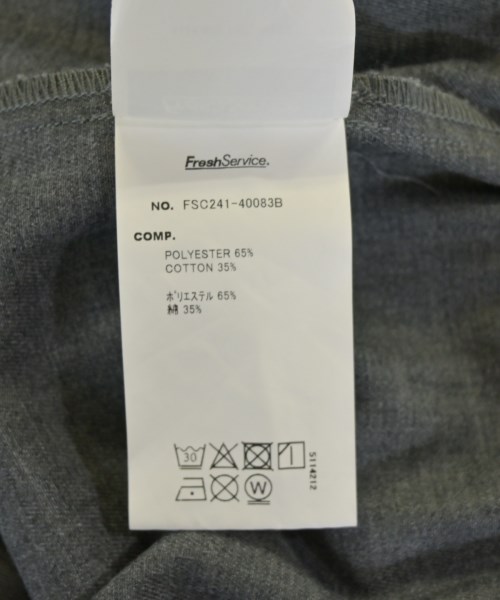 FreshService.
NO. FSC241-40083B
COMP.
POLYESTER 65%
COTTON 35%
ポリエステル 65%
綿 35%
30
W
5114212